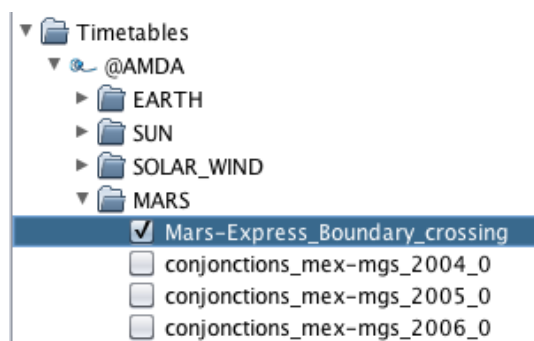 Timetables
@AMDA
EARTH
SUN
SOLAR_WIND
MARS
Mars-Express_Boundary_crossing
conjonctions_mex-mgs_2004_0
conjonctions_mex-mgs_2005_0
conjonctions_mex-mgs_2006_0